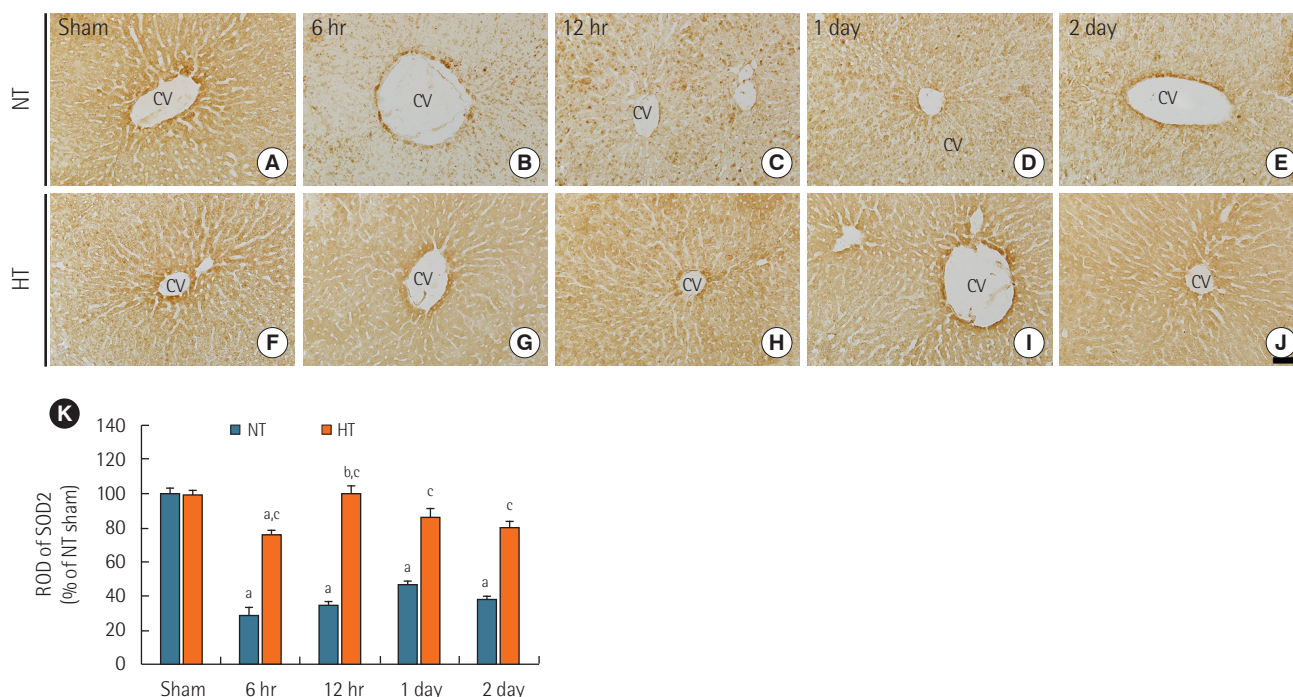 Sham
6 hr
12 hr
1 day
2 day
NT
CV
CV
CV
CV
CV
A
B
C
D
E
HT
CV
CV
CV
CV
CV
F
G
H
I
J
K
NT
HT
ROD of SOD2
(% of NT sham)
140
120
100
80
60
40
20
0
a
a,c
a
b,c
a
c
a
c
Sham
6 hr
12 hr
1 day
2 day